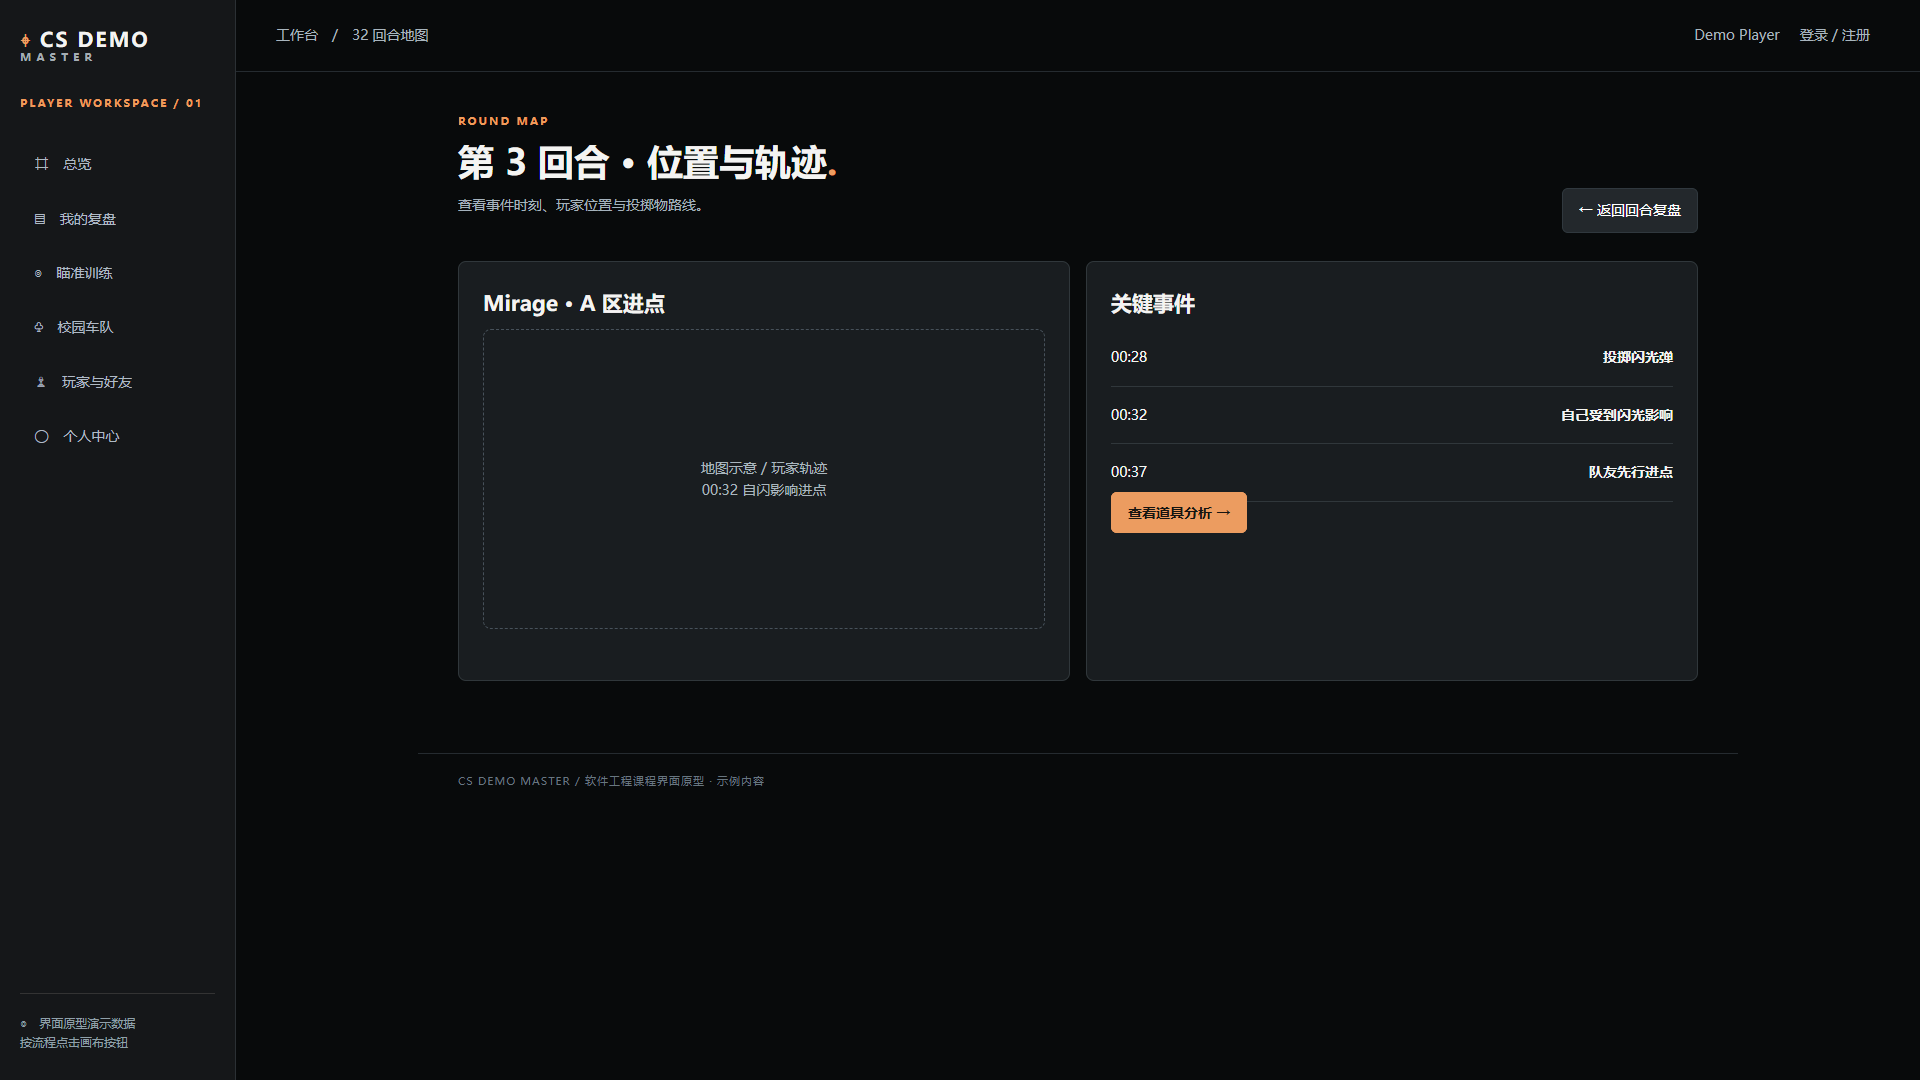 CS DEMO
MASTER
PLAYER WORKSPACE / 01
总览
我的复盘
瞄准训练
校园车队
玩家与好友
个人中心
界面原型演示数据
按流程点击画布按钮
工作台 / 32 回合地图
Demo Player 登录 / 注册
ROUND MAP
第 3 回合 · 位置与轨迹.
查看事件时刻、玩家位置与投掷物路线。
← 返回回合复盘
Mirage · A 区进点
地图示意 / 玩家轨迹
00:32 自闪影响进点
关键事件
00:28 投掷闪光弹
00:32 自己受到闪光影响
00:37 队友先行进点
查看道具分析 →
CS DEMO MASTER / 软件工程课程界面原型 · 示例内容